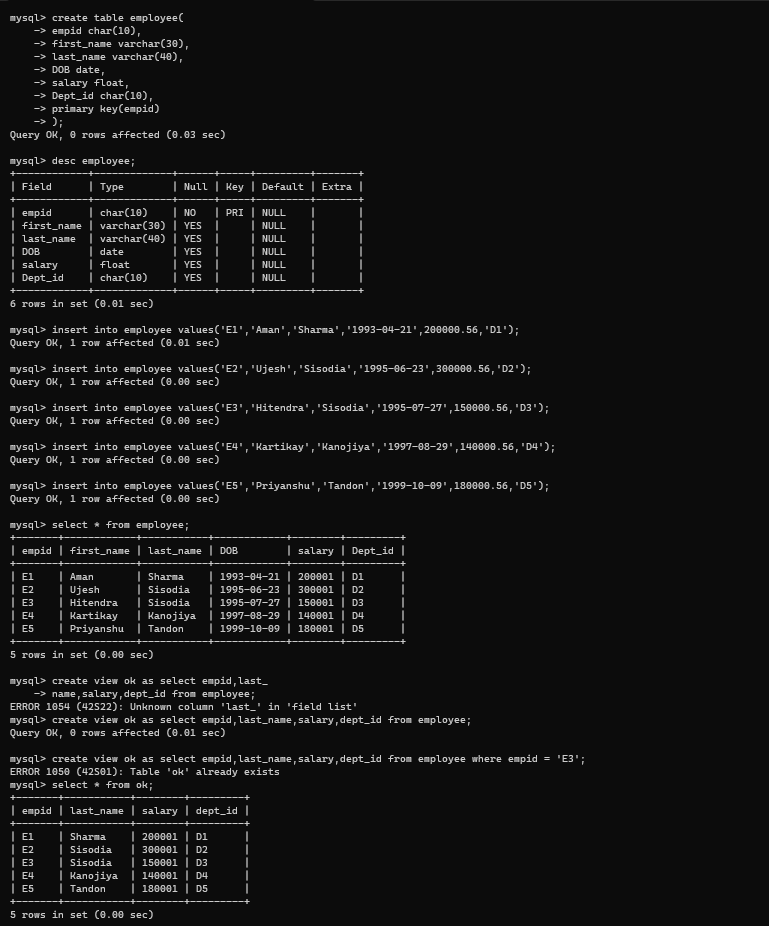 mysql> create table employee(
    -> empid char(10),
    -> first_name varchar(30),
    -> last_name varchar(40),
    -> DOB date,
    -> salary float,
    -> Dept_id char(10),
    -> primary key(empid)
    -> );
Query OK, 0 rows affected (0.03 sec)

mysql> desc employee;
+------------+-------------+------+-----+---------+-------+
| Field      | Type        | Null | Key | Default | Extra |
+------------+-------------+------+-----+---------+-------+
| empid      | char(10)    | NO   | PRI | NULL    |       |
| first_name | varchar(30) | YES  |     | NULL    |       |
| last_name  | varchar(40) | YES  |     | NULL    |       |
| DOB        | date        | YES  |     | NULL    |       |
| salary     | float       | YES  |     | NULL    |       |
| Dept_id    | char(10)    | YES  |     | NULL    |       |
+------------+-------------+------+-----+---------+-------+
6 rows in set (0.01 sec)

mysql> insert into employee values('E1','Aman','Sharma','1993-04-21',200000.56,'D1');
Query OK, 1 row affected (0.01 sec)

mysql> insert into employee values('E2','Ujesh','Sisodia','1995-06-23',300000.56,'D2');
Query OK, 1 row affected (0.00 sec)

mysql> insert into employee values('E3','Hitendra','Sisodia','1995-07-27',150000.56,'D3');
Query OK, 1 row affected (0.00 sec)

mysql> insert into employee values('E4','Kartikay','Kanojiya','1997-08-29',140000.56,'D4');
Query OK, 1 row affected (0.00 sec)

mysql> insert into employee values('E5','Priyanshu','Tandon','1999-10-09',180000.56,'D5');
Query OK, 1 row affected (0.00 sec)

mysql> select * from employee;
+-------+------------+-----------+------------+--------+---------+
| empid | first_name | last_name | DOB        | salary | Dept_id |
+-------+------------+-----------+------------+--------+---------+
| E1    | Aman       | Sharma    | 1993-04-21 | 200001 | D1      |
| E2    | Ujesh      | Sisodia   | 1995-06-23 | 300001 | D2      |
| E3    | Hitendra   | Sisodia   | 1995-07-27 | 150001 | D3      |
| E4    | Kartikay   | Kanojiya  | 1997-08-29 | 140001 | D4      |
| E5    | Priyanshu  | Tandon    | 1999-10-09 | 180001 | D5      |
+-------+------------+-----------+------------+--------+---------+
5 rows in set (0.00 sec)

mysql> create view ok as select empid,last_
    -> name,salary,dept_id from employee;
ERROR 1054 (42S22): Unknown column 'last_' in 'field list'
mysql> create view ok as select empid,last_name,salary,dept_id from employee;
Query OK, 0 rows affected (0.01 sec)

mysql> create view ok as select empid,last_name,salary,dept_id from employee where empid = 'E3';
ERROR 1050 (42S01): Table 'ok' already exists
mysql> select * from ok;
+-------+-----------+--------+---------+
| empid | last_name | salary | dept_id |
+-------+-----------+--------+---------+
| E1    | Sharma    | 200001 | D1      |
| E2    | Sisodia   | 300001 | D2      |
| E3    | Sisodia   | 150001 | D3      |
| E4    | Kanojiya  | 140001 | D4      |
| E5    | Tandon    | 180001 | D5      |
+-------+-----------+--------+---------+
5 rows in set (0.00 sec)